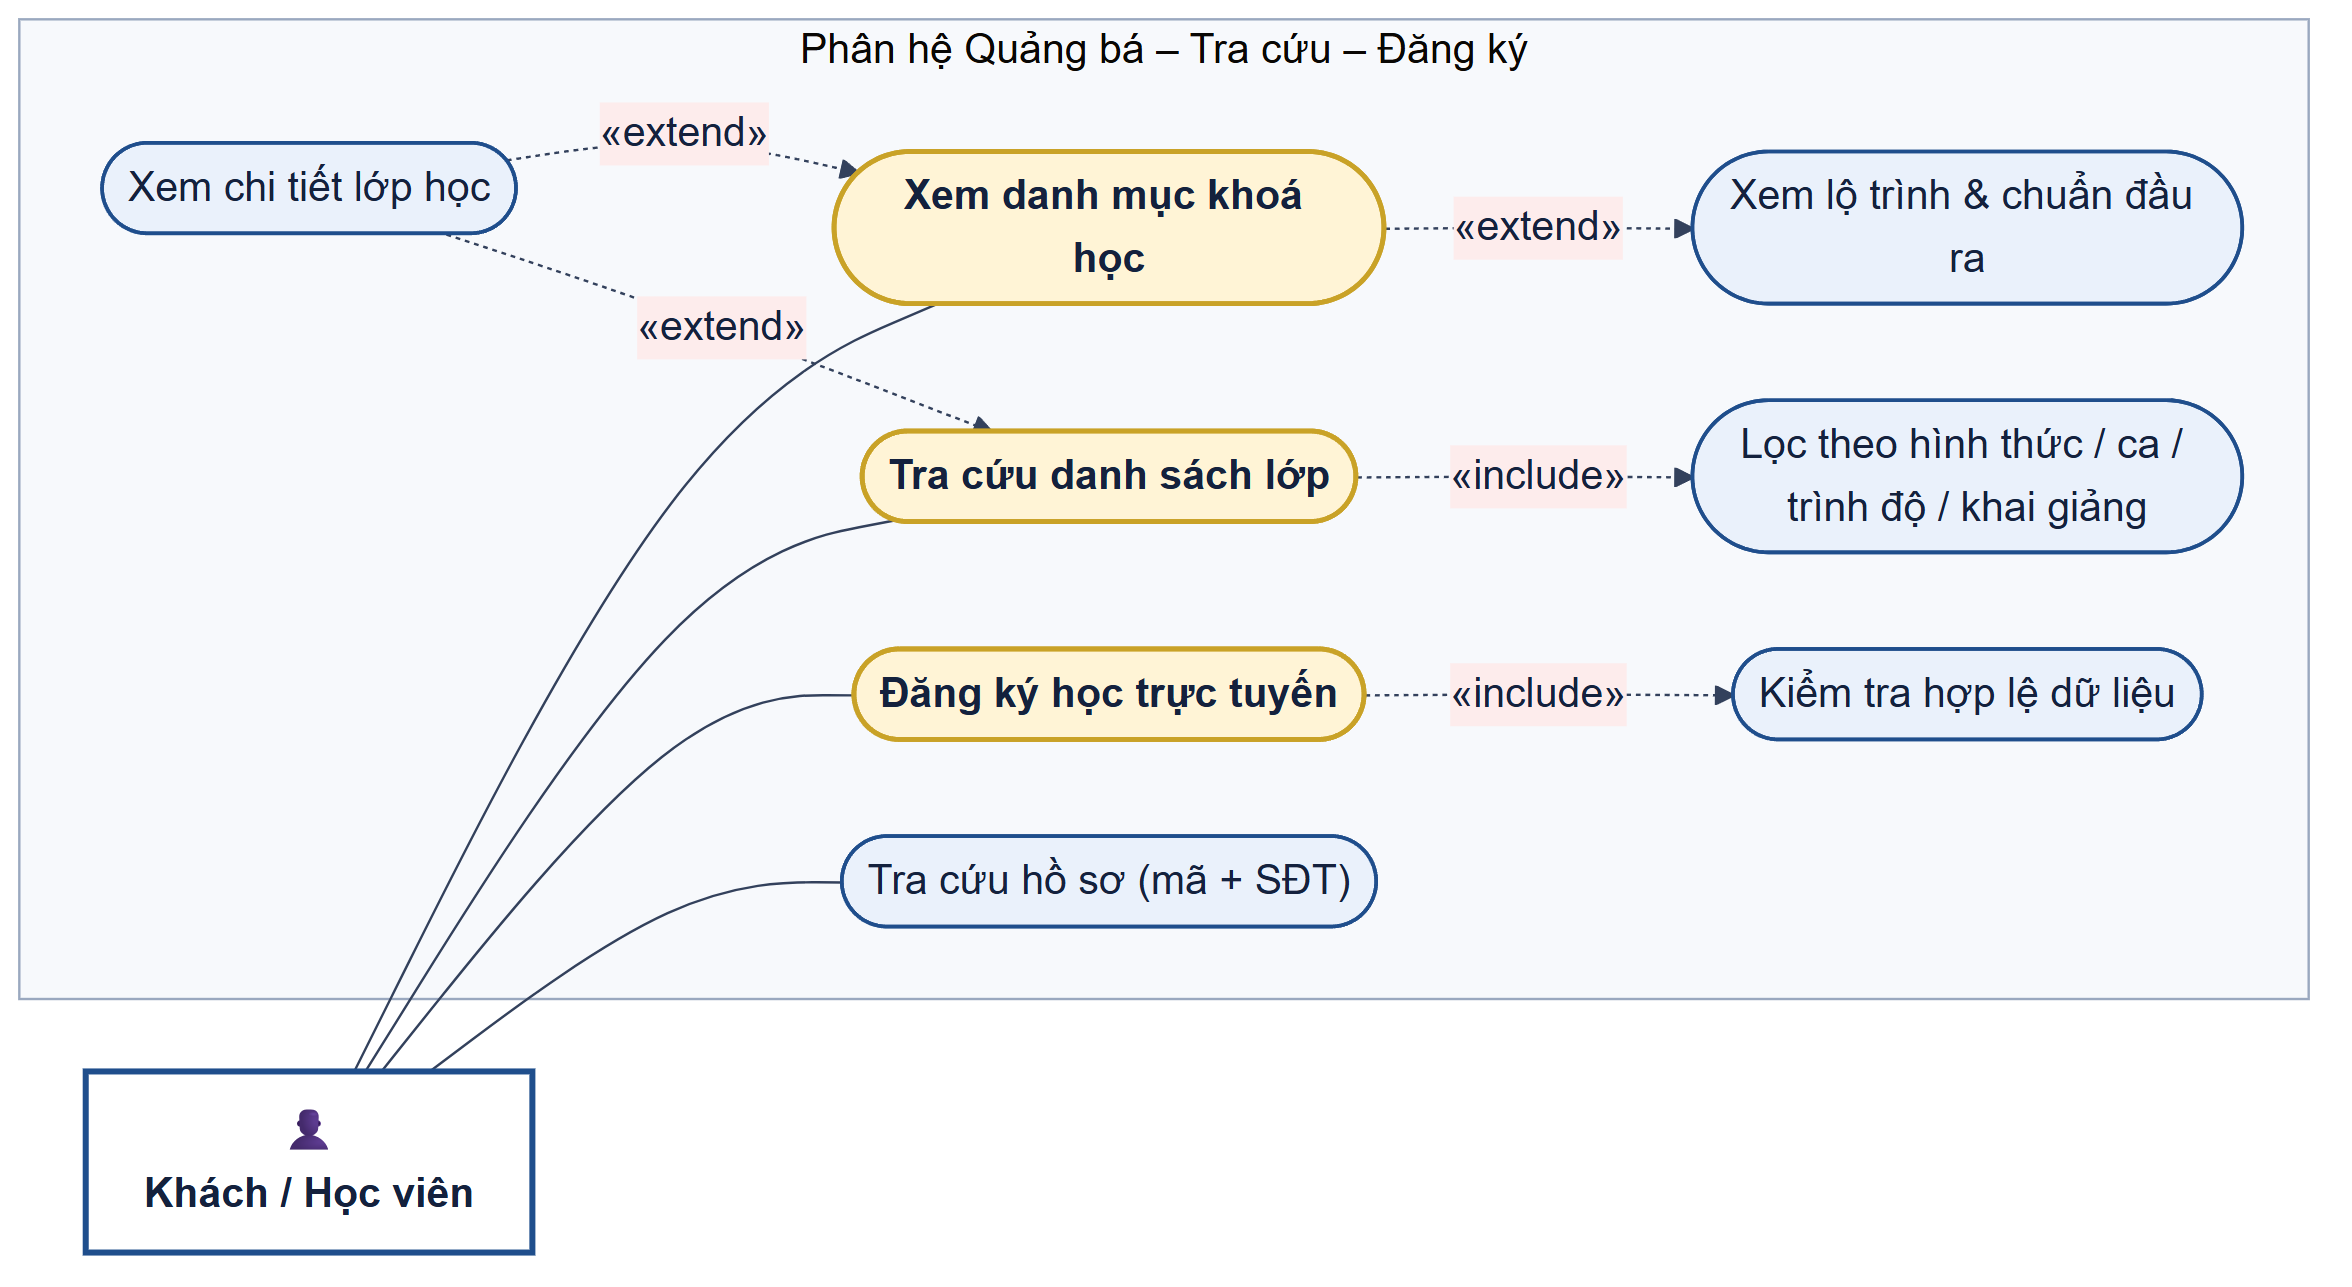 Phân hệ Quảng bá – Tra cứu – Đăng ký
Xem chi tiết lớp học
«extend»
Xem danh mục khoá
học
«extend»
Xem lộ trình & chuẩn đầu
ra
«extend»
Tra cứu danh sách lớp
«include»
Lọc theo hình thức / ca /
trình độ / khai giảng
Đăng ký học trực tuyến
«include»
Kiểm tra hợp lệ dữ liệu
Tra cứu hồ sơ (mã + SĐT)
Khách / Học viên